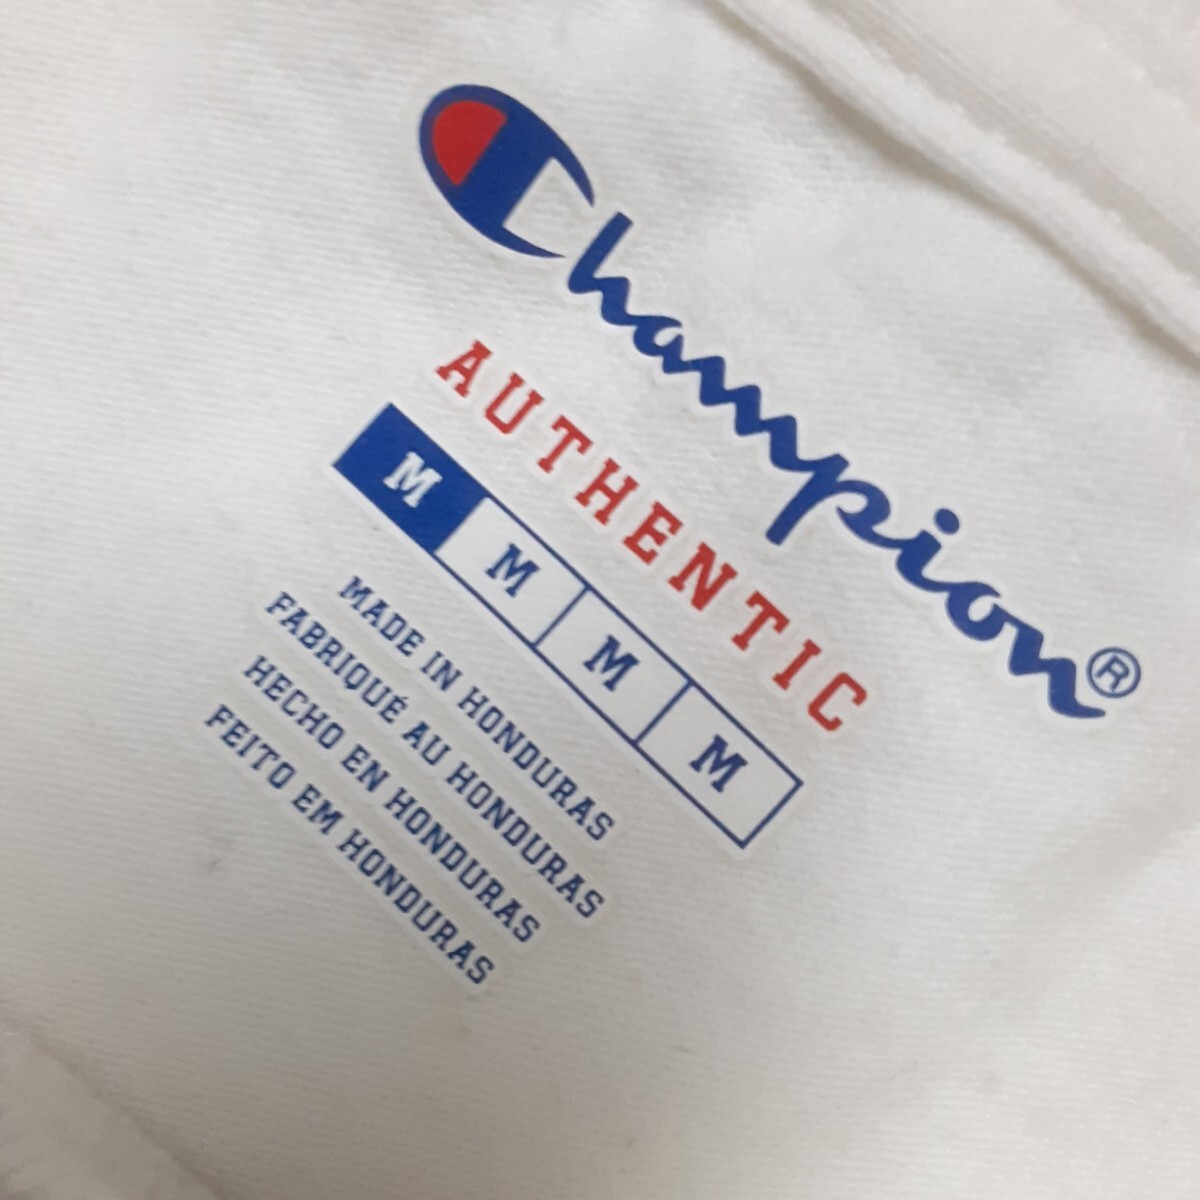 Champion®
AUTHENTIC
M M M M
MADE IN HONDURAS
FABRIQUÉ AU HONDURAS
HECHO EN HONDURAS
FEITO EM HONDURAS